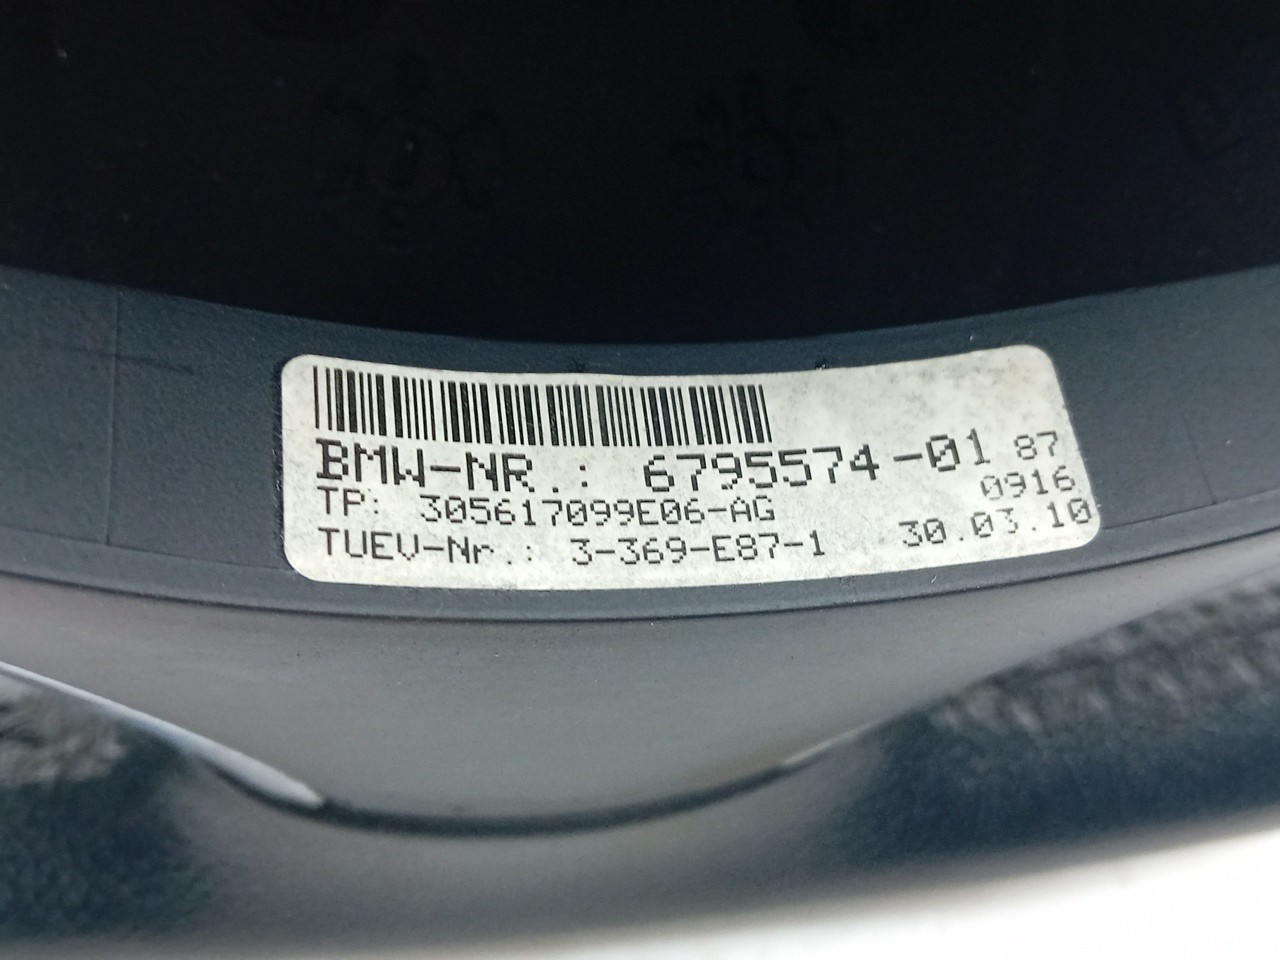 BMW-NR.: 6795574-01 87
TP: 305617099E06-AG 0916
TUEV-Nr.: 3-369-E87-1 30.03.10